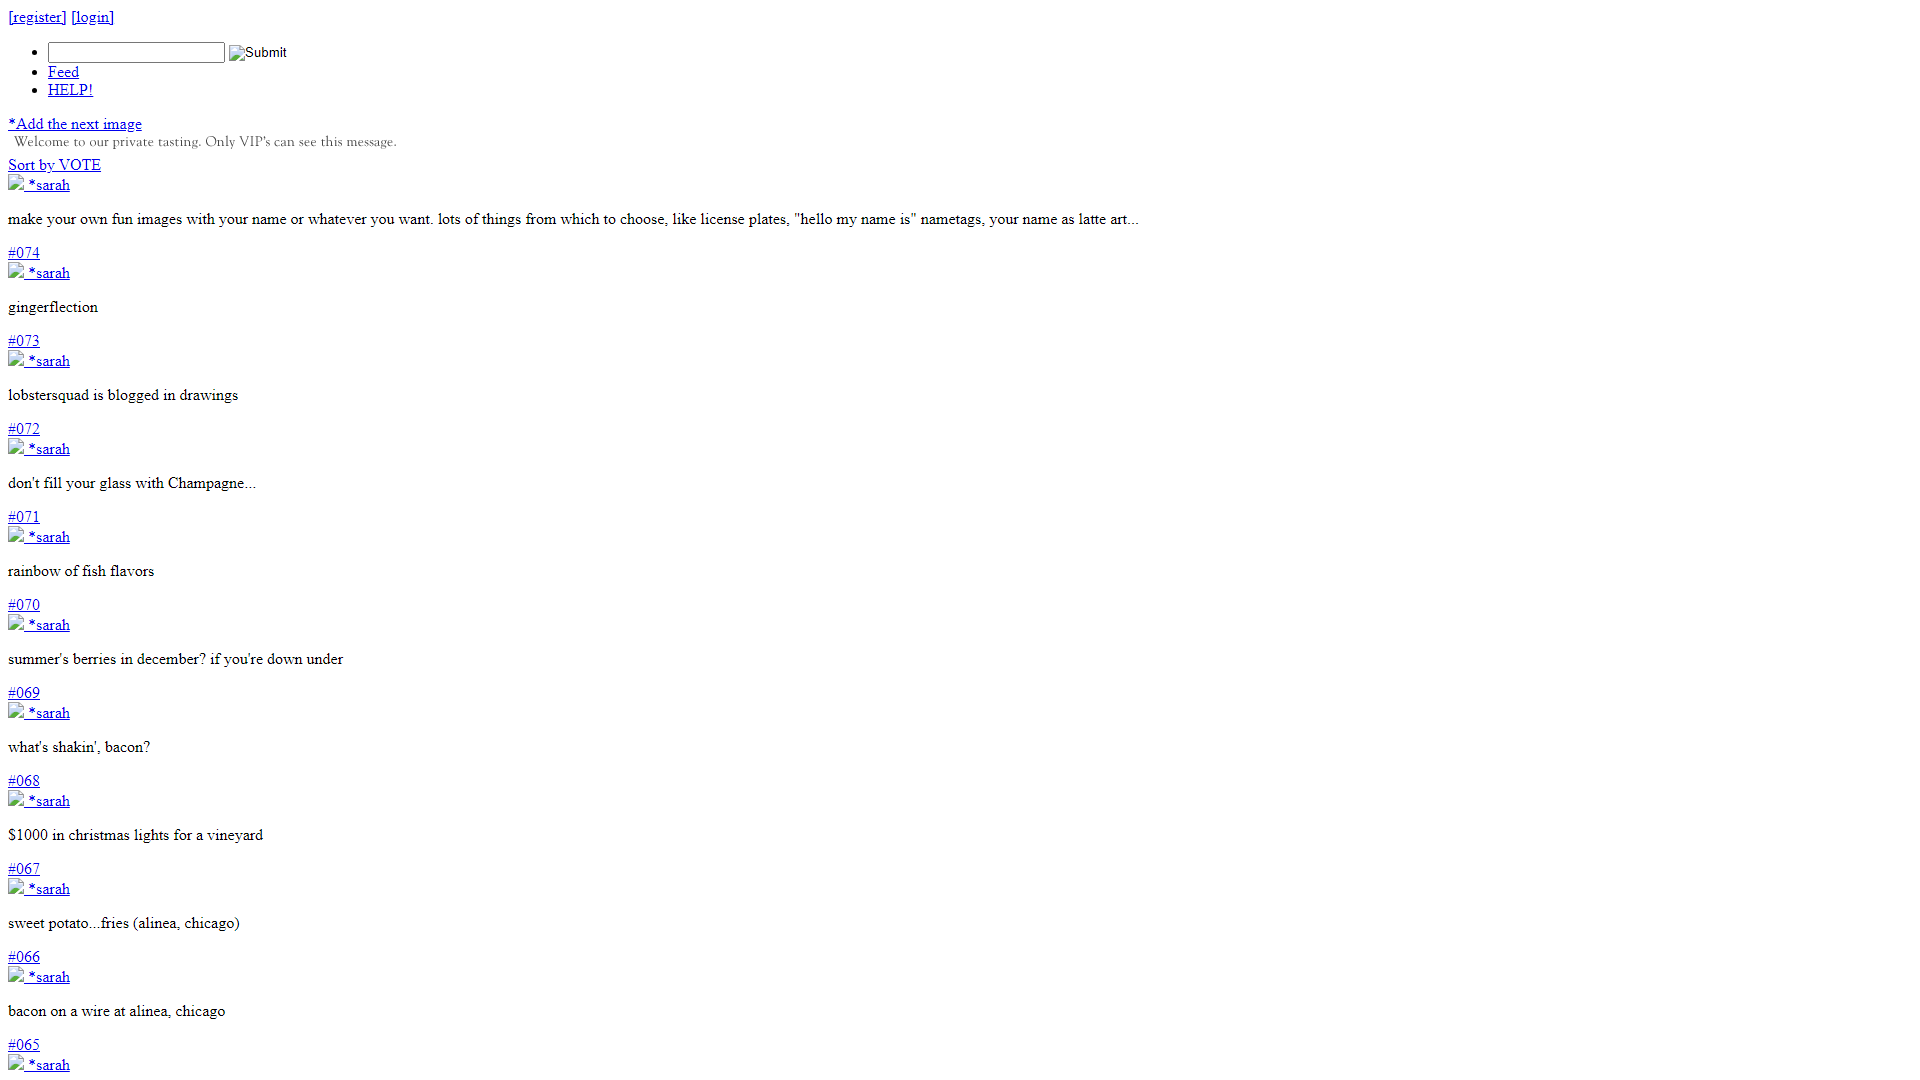 [register] [login]
Submit
Feed
HELP!
*Add the next image
Welcome to our private tasting. Only VIP's can see this message.
Sort by VOTE
*sarah
make your own fun images with your name or whatever you want. lots of things from which to choose, like license plates, "hello my name is" nametags, your name as latte art...
#074
*sarah
gingerflection
#073
*sarah
lobstersquad is blogged in drawings
#072
*sarah
don't fill your glass with Champagne...
#071
*sarah
rainbow of fish flavors
#070
*sarah
summer's berries in december? if you're down under
#069
*sarah
what's shakin', bacon?
#068
*sarah
$1000 in christmas lights for a vineyard
#067
*sarah
sweet potato...fries (alinea, chicago)
#066
*sarah
bacon on a wire at alinea, chicago
#065
*sarah